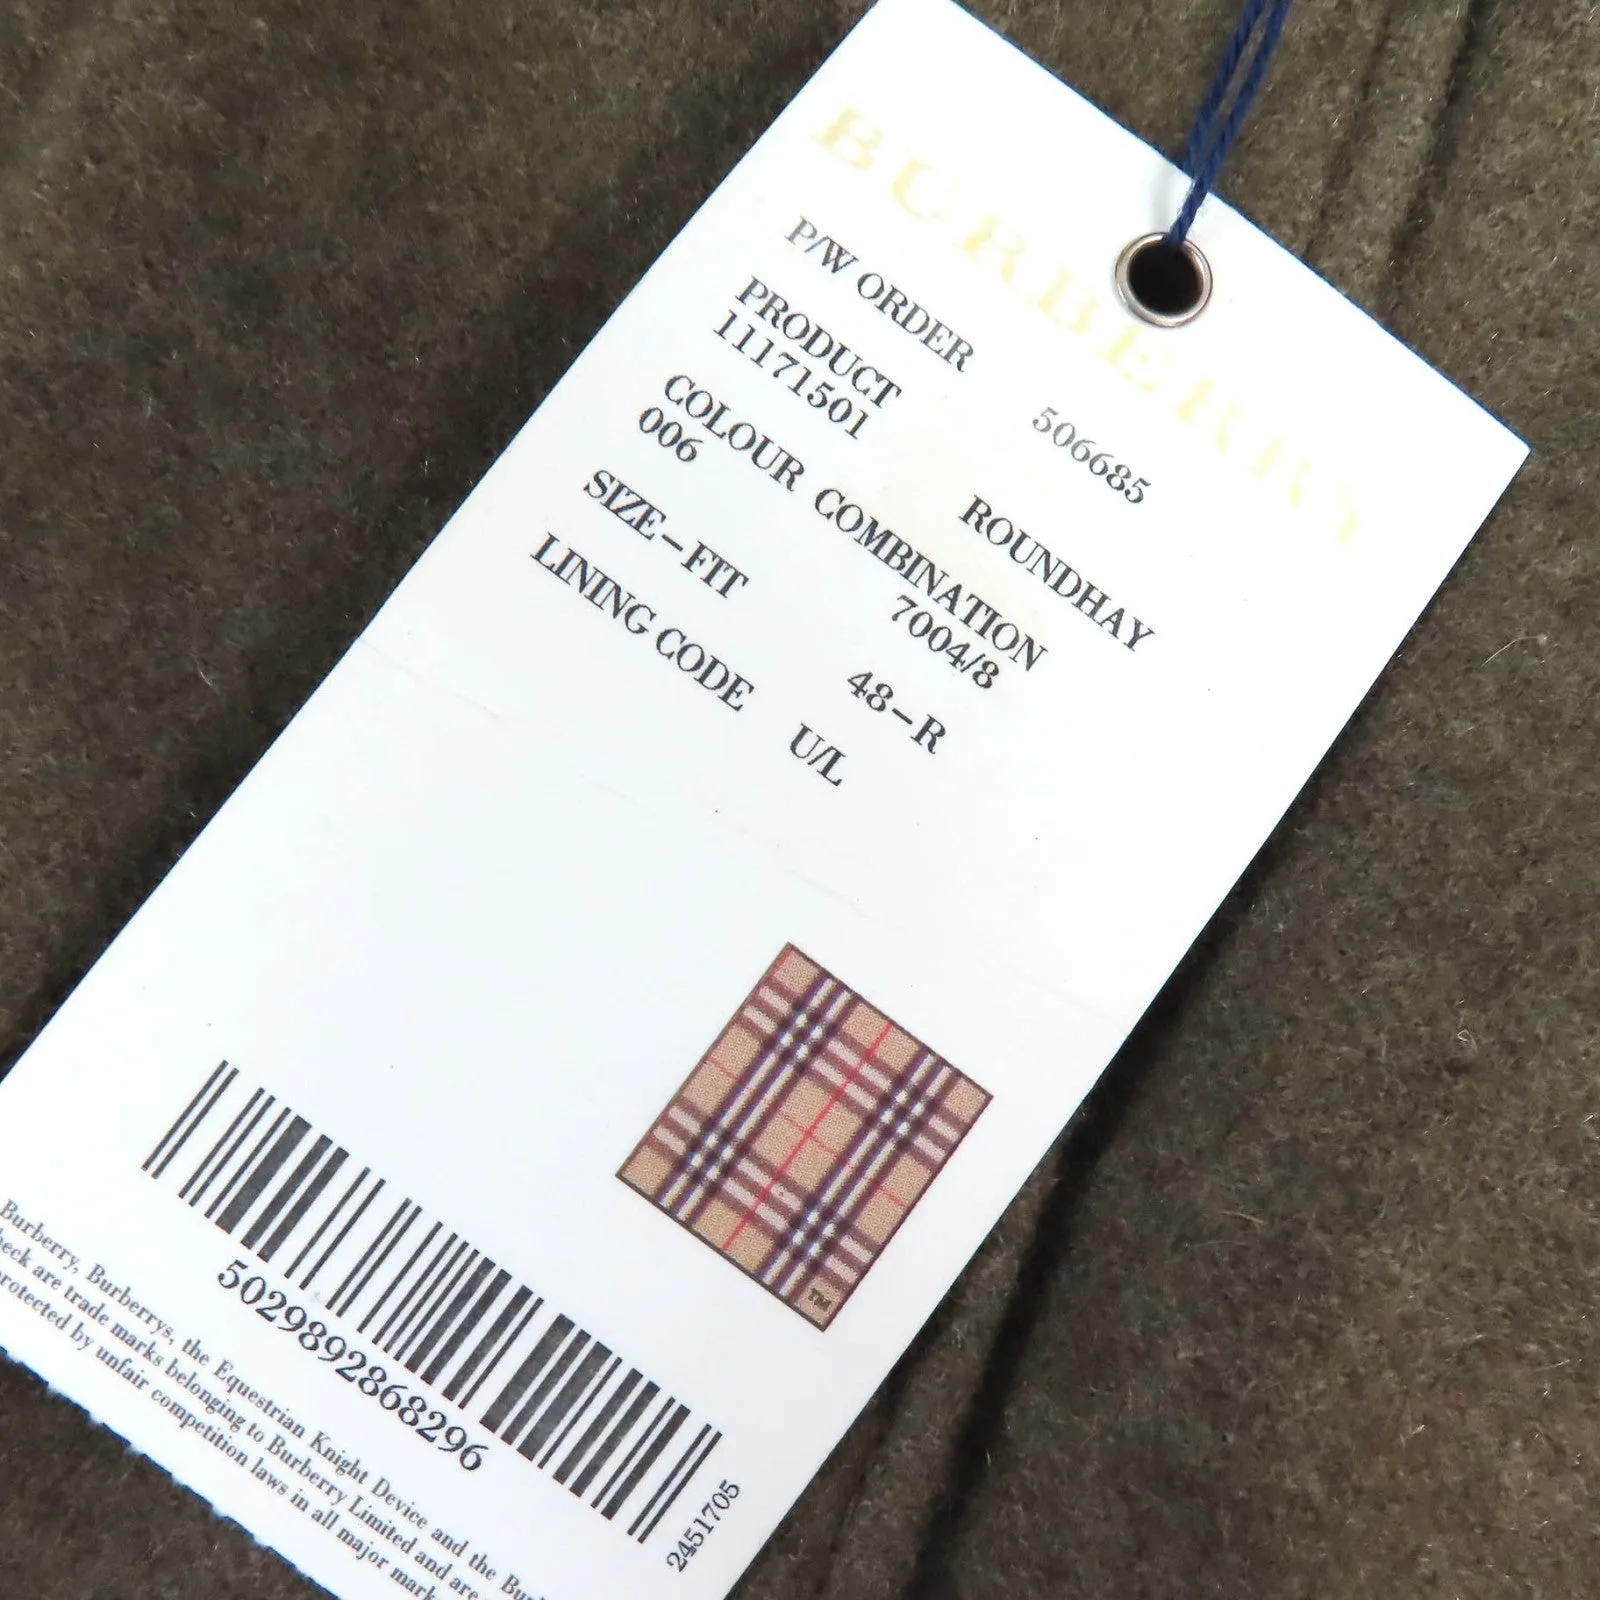 BURBERRY
P/W ORDER 506685
PRODUCT ROUNDHAY
11171501
COLOUR COMBINATION
006 7004/8
SIZE-FIT 48-R
LINING CODE U/L
TM
5029892868296
2451705
Burberry, Burberrys, the Equestrian Knight Device and the
are trade marks belonging to Burberry Limited and are
by unfair competition laws in all major